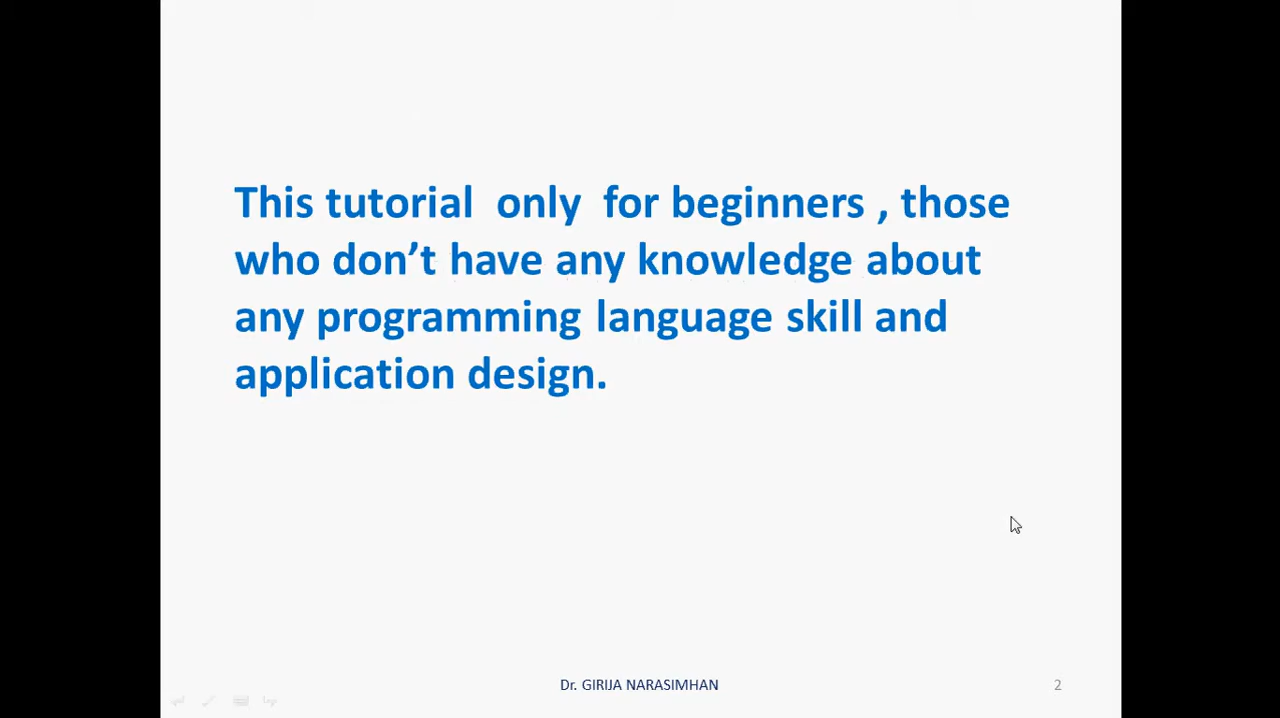 This tutorial  only  for beginners , those
who don’t have any knowledge about
any programming language skill and
application design.
Dr. GIRIJA NARASIMHAN
2